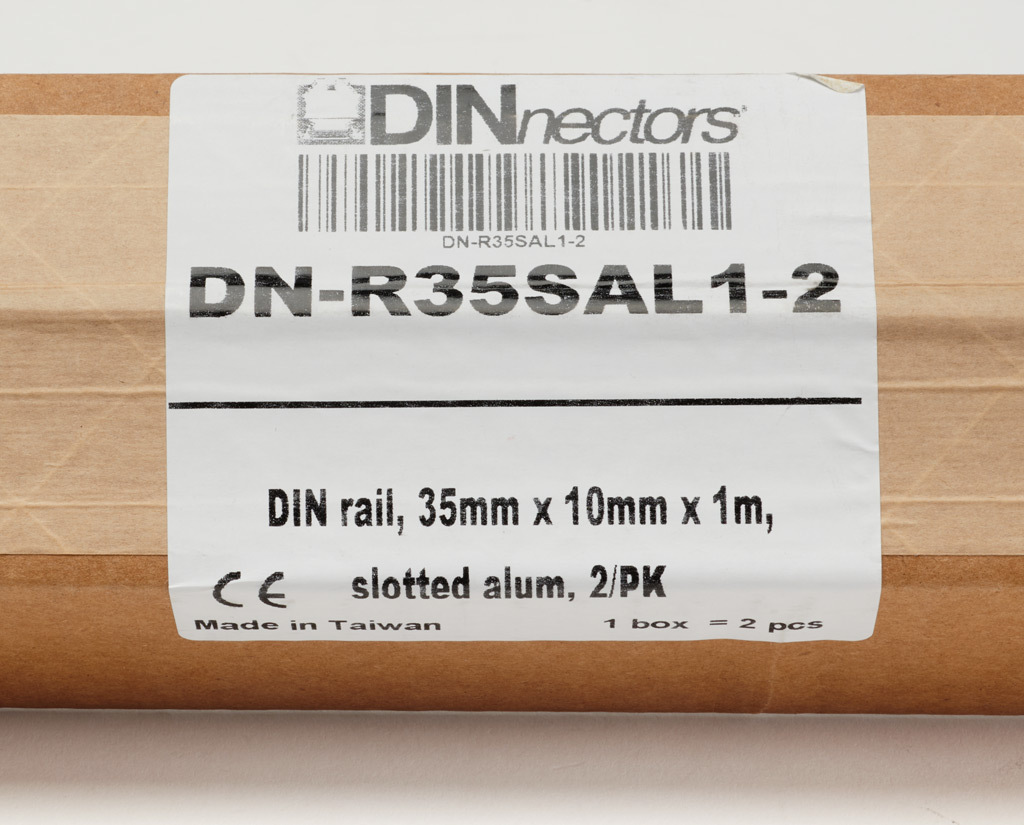 DINnectors
DN-R35SAL1-2
DN-R35SAL1-2
DIN rail, 35mm x 10mm x 1m,
slotted alum, 2/PK
CE
Made in Taiwan 1 box = 2 pcs